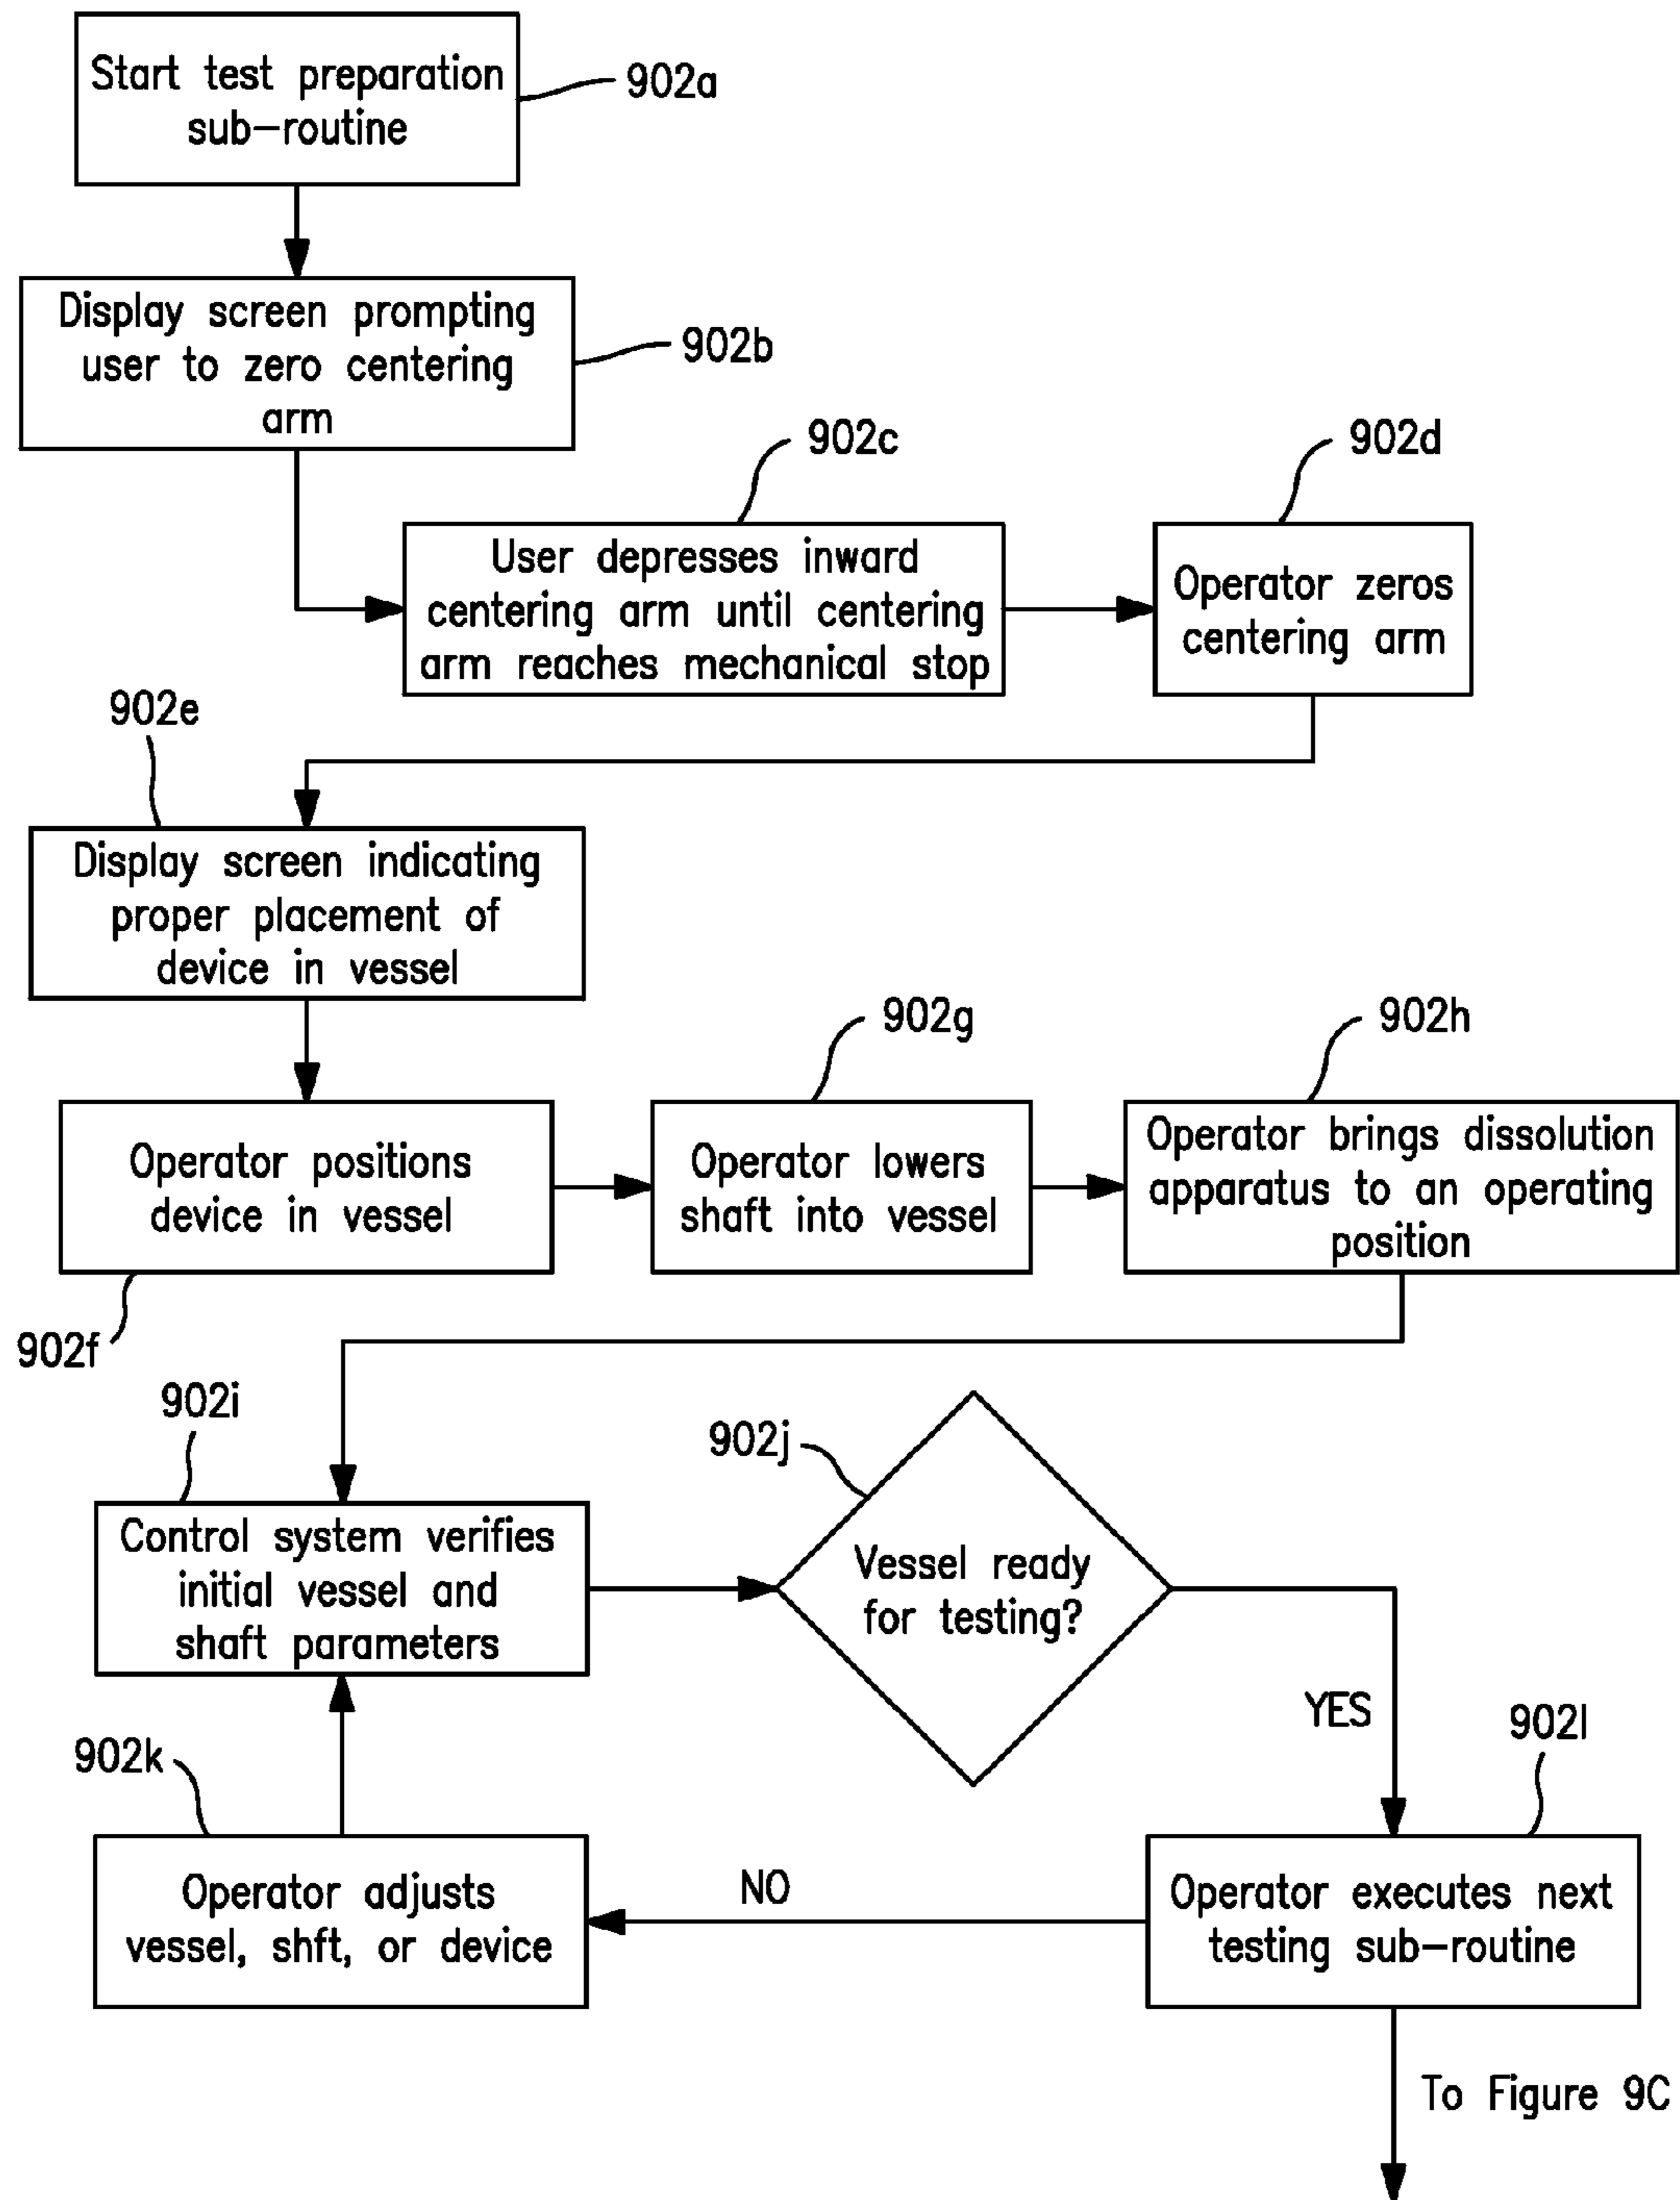 Start test preparation
sub-routine
902a
Display screen prompting
user to zero centering
arm
902b
902c
User depresses inward
centering arm until centering
arm reaches mechanical stop
902d
Operator zeros
centering arm
902e
Display screen indicating
proper placement of
device in vessel
902f
Operator positions
device in vessel
902g
Operator lowers
shaft into vessel
902h
Operator brings dissolution
apparatus to an operating
position
902i
Control system verifies
initial vessel and
shaft parameters
902j
Vessel ready
for testing?
YES
902k
Operator adjusts
vessel, shft, or device
NO
902l
Operator executes next
testing sub-routine
To Figure 9C